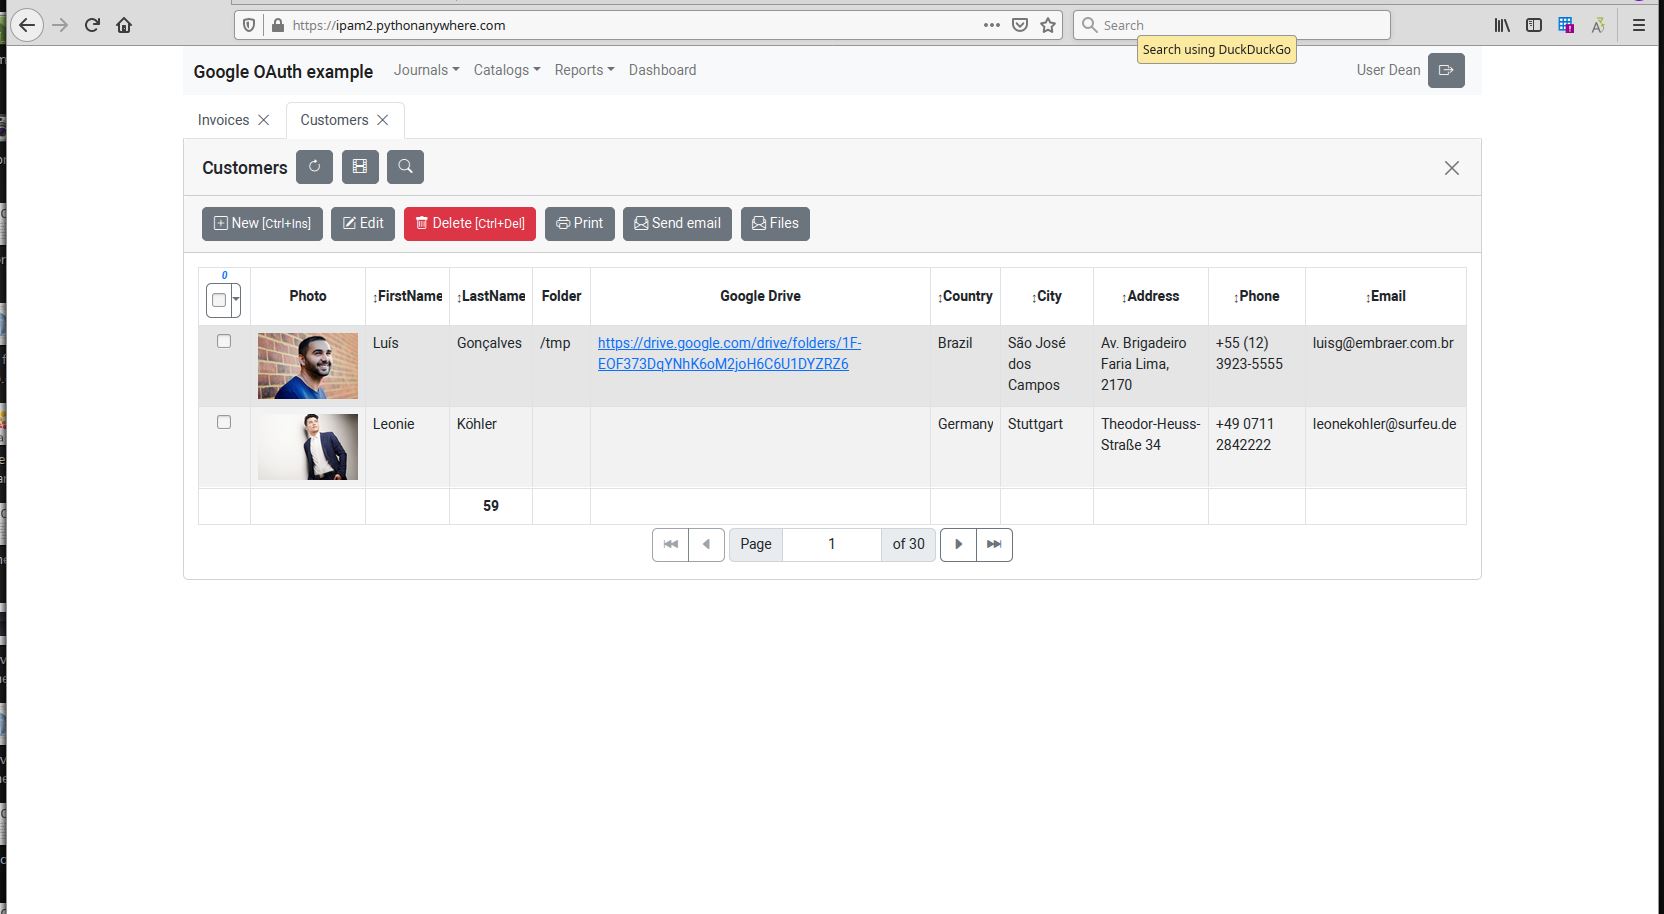 https://ipam2.pythonanywhere.com
Search
Search using DuckDuckGo
Google OAuth example Journals Catalogs Reports Dashboard User Dean
Invoices Customers
Customers
New [Ctrl+Ins] Edit Delete [Ctrl+Del] Print Send email Files
0
Photo ↕FirstName ↕LastName Folder Google Drive ↕Country ↕City ↕Address ↕Phone ↕Email
Luís Gonçalves /tmp https://drive.google.com/drive/folders/1F- Brazil São José Av. Brigadeiro +55 (12) luisg@embraer.com.br
EOF373DqYNhK6oM2joH6C6U1DYZRZ6 dos Faria Lima, 3923-5555
Campos 2170
Leonie Köhler Germany Stuttgart Theodor-Heuss- +49 0711 leonekohler@surfeu.de
Straße 34 2842222
59
Page 1 of 30